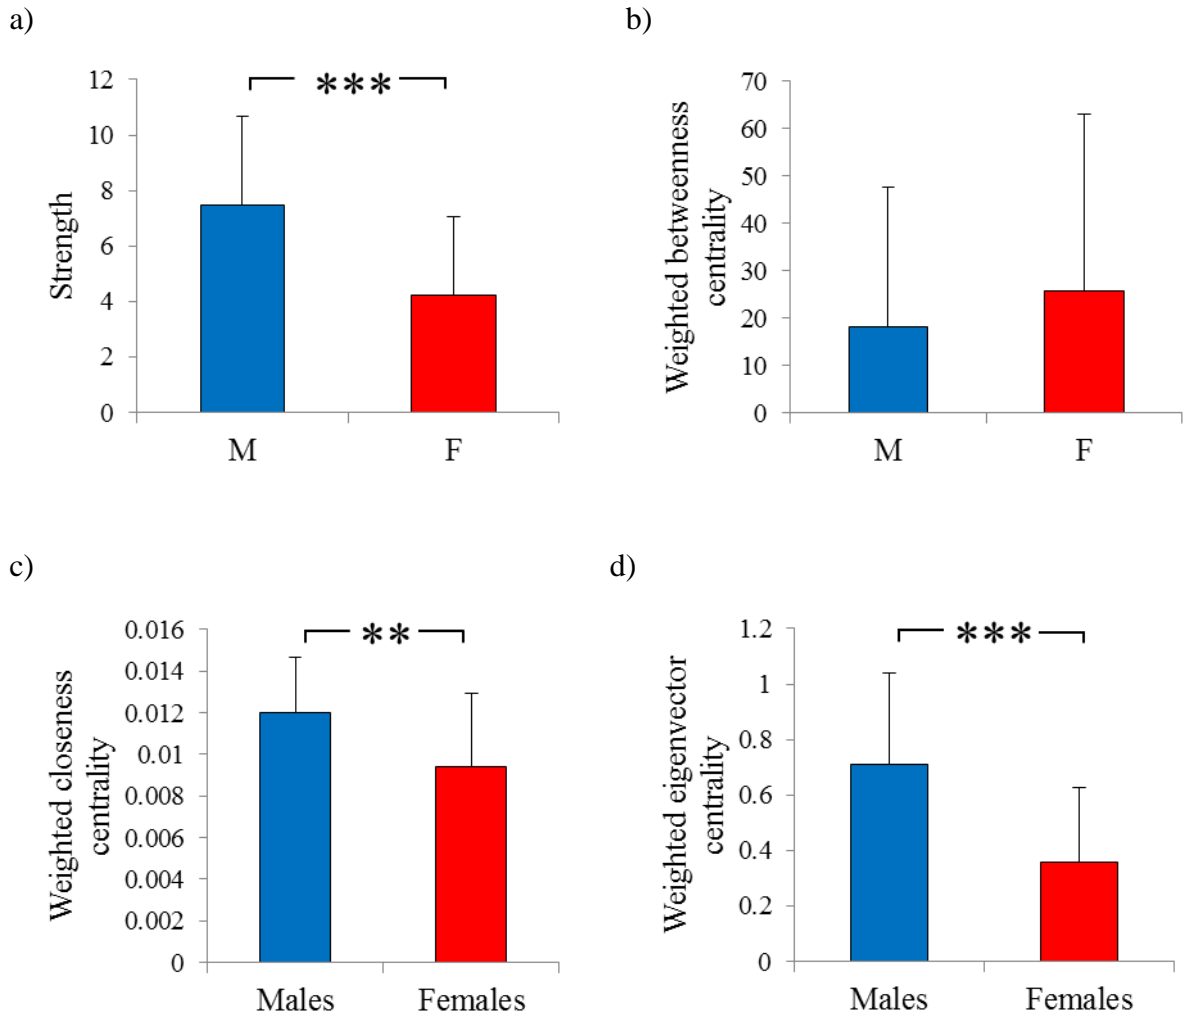 a)
12
10
8
6
4
2
0
Strength
***
M
F
b)
70
60
50
40
30
20
10
0
Weighted betweenness
centrality
M
F
c)
0.016
0.014
0.012
0.01
0.008
0.006
0.004
0.002
0
Weighted closeness
centrality
**
Males
Females
d)
1.2
1
0.8
0.6
0.4
0.2
0
Weighted eigenvector
centrality
***
Males
Females